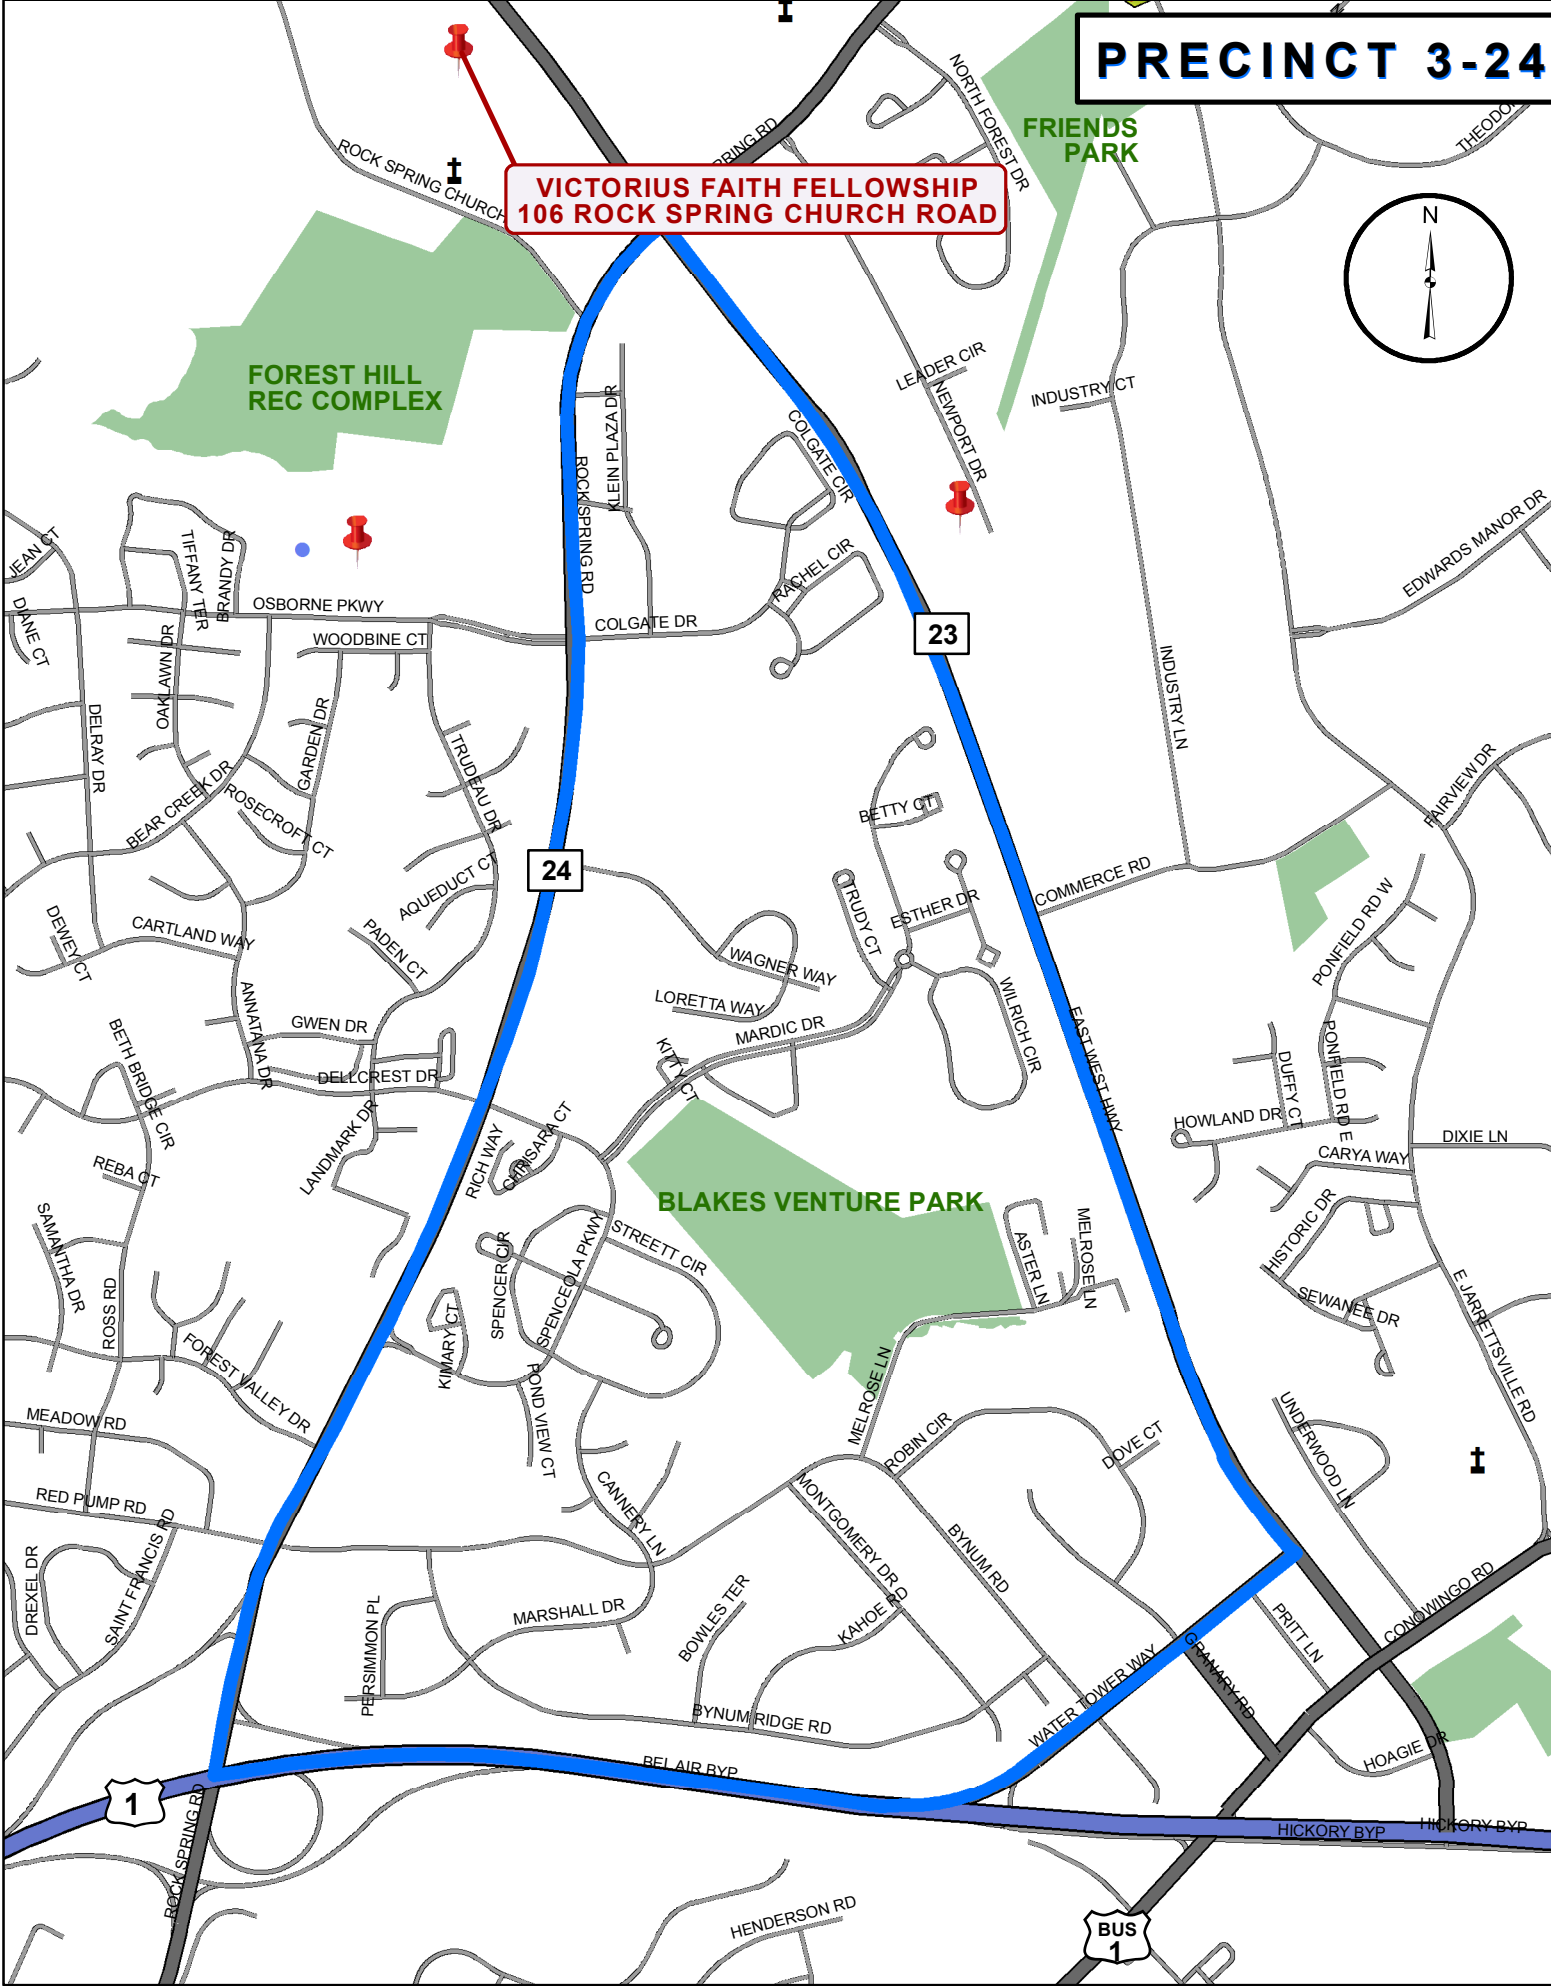 PRECINCT 3-24
NORTH FOREST DR
FRIENDS
PARK
ROCK SPRING CHURCH
VICTORIUS FAITH FELLOWSHIP
106 ROCK SPRING CHURCH ROAD
N
FOREST HILL
REC COMPLEX
LEADER CIR
NEWPORT DR
INDUSTRY CT
KLEIN PLAZA DR
COLGATE CIR
ROCK SPRING RD
EDWARDS MANOR DR
JEAN CT
DIANE CT
TIFFANY TER
BRANDY DR
OSBORNE PKWY
WOODBINE CT
RACHEL CIR
COLGATE DR
23
OAKLAWN DR
DELRAY DR
GARDEN DR
TRUDEAU DR
INDUSTRY LN
BEAR CREEK DR
ROSECROFT CT
BETTY CT
FAIRVIEW DR
24
AQUEDUCT CT
TRUDY CT
ESTHER DR
COMMERCE RD
DEWEY CT
CARTLAND WAY
PADEN CT
WAGNER WAY
LORETTA WAY
PONFIELD RD W
ANNATANA DR
GWEN DR
MARDIC DR
WILRICH CIR
EAST WEST HWY
BETH BRIDGE CIR
DELLCREST DR
KITTY CT
DUFFY CT
PONFIELD RD E
LANDMARK DR
RICH WAY
CHRISARA CT
HOWLAND DR
DIXIE LN
CARYA WAY
REBA CT
BLAKES VENTURE PARK
SAMANTHA DR
SPENCER CIR
SPENCEOLA PKWY
STREETT CIR
ASTER LN
MELROSE LN
HISTORIC DR
ROSS RD
SEWANEE DR
E JARRETTSVILLE RD
FOREST VALLEY DR
KIMARY CT
POND VIEW CT
MELROSE LN
MEADOW RD
ROBIN CIR
DOVE CT
UNDERWOOD LN
RED PUMP RD
CANNERY LN
MONTGOMERY DR
BYNUM RD
DREXEL DR
SAINT FRANCIS RD
PERSIMMON PL
MARSHALL DR
BOWLES TER
KAHOE RD
CONOWINGO RD
PRITT LN
GRANARY RD
WATER TOWER WAY
BYNUM RIDGE RD
HOAGIE DR
BELAIR BYP
1
ROCK SPRING RD
HICKORY BYP
HICKORY BYP
HENDERSON RD
BUS
1